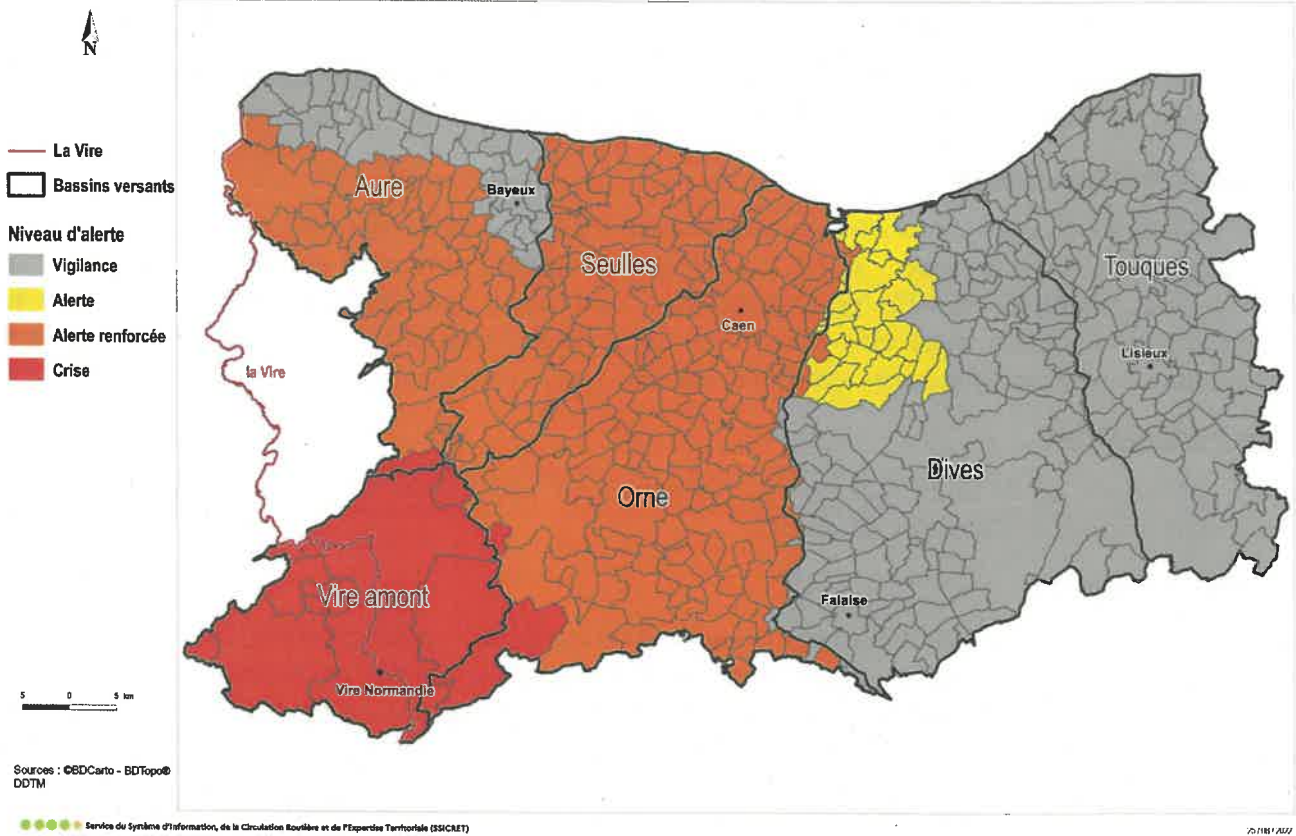 N
La Vire
Bassins versants
Niveau d'alerte
Vigilance
Alerte
Alerte renforcée
Crise
Aure
Bayeux
Seulles
Caen
Touques
Lisieux
la Vire
Orne
Dives
Vire amont
Falaise
Vire Normandie
5 0 5 km
Sources : ©BDCarto - BDTopo®
DDTM
Service du Système d'Information, de la Circulation Routière et de l'Expertise Territoriale (SSICRET)